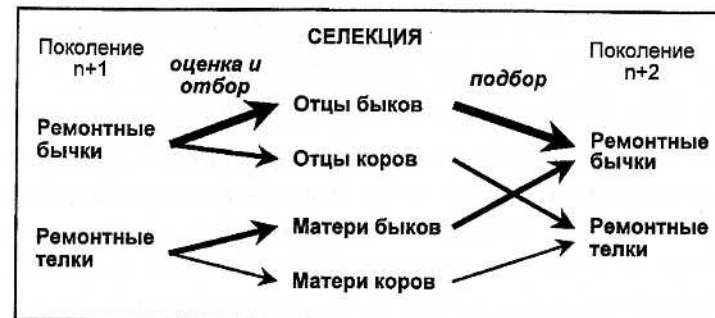 СЕЛЕКЦИЯ
Поколение
n+1
оценка и
отбор
подбор
Поколение
n+2
Ремонтные
бычки
Отцы быков
Отцы коров
Ремонтные
бычки
Ремонтные
телки
Матери быков
Матери коров
Ремонтные
телки